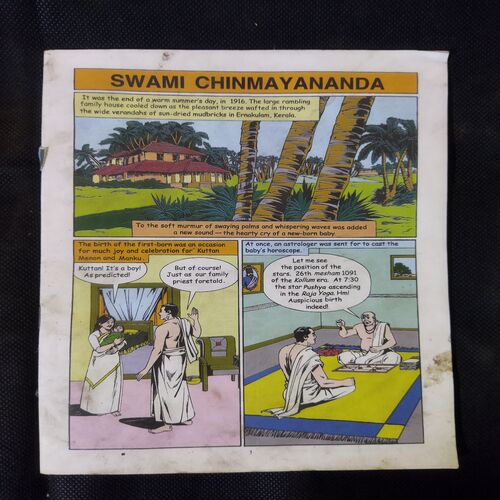 SWAMI CHINMAYANANDA
It was the end of a warm summer's day, in 1916. The large rambling
family house cooled down as the pleasant breeze wafted in through
the wide verandahs of sun-dried mudbricks in Ernakulam, Kerala.
To the soft murmur of swaying palms and whispering waves was added
a new sound — the hearty cry of a new-born baby.
The birth of the first-born was an occasion
for much joy and celebration for Kuttan
Menon and Manku.
Kuttan! It's a boy!
As predicted!
But of course!
Just as our family
priest foretold.
At once, an astrologer was sent for to cast the
baby's horoscope.
Let me see
the position of the
stars. 26th mesham 1091
of the Kollum era. At 7:30
the star Pushya ascending
in the Raja Yoga. Hm!
Auspicious birth
indeed!
1